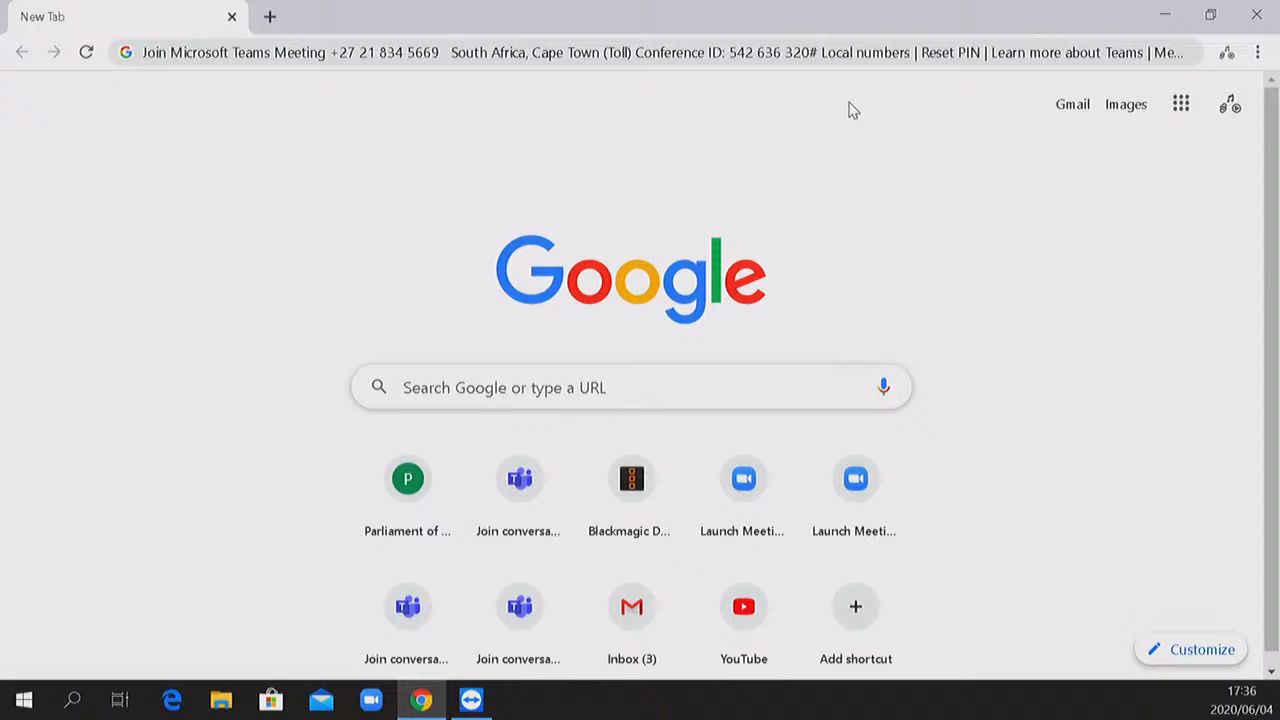 New Tab
Join Microsoft Teams Meeting +27 21 834 5669 South Africa, Cape Town (Toll) Conference ID: 542 636 320# Local numbers | Reset PIN | Learn more about Teams | Me...
Gmail Images
Google
Search Google or type a URL
P
Parliament of ... Join conversa... Blackmagic D... Launch Meeti... Launch Meeti...
Join conversa... Join conversa... Inbox (3) YouTube Add shortcut
Customize
17:36
2020/06/04